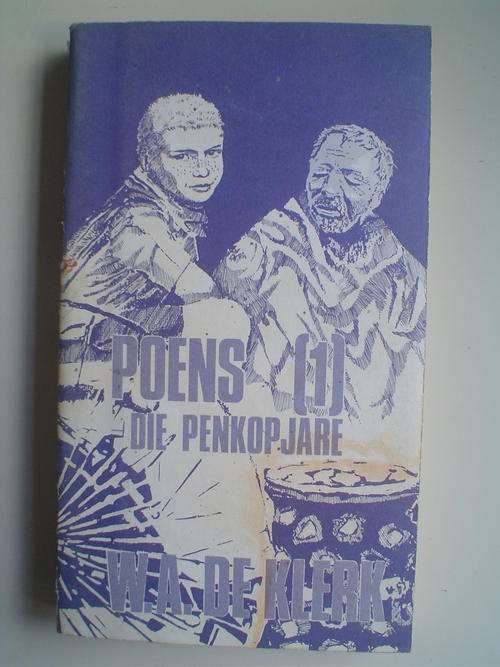 POENS (1)
DIE PENKOPJARE
W.A. DE KLERK